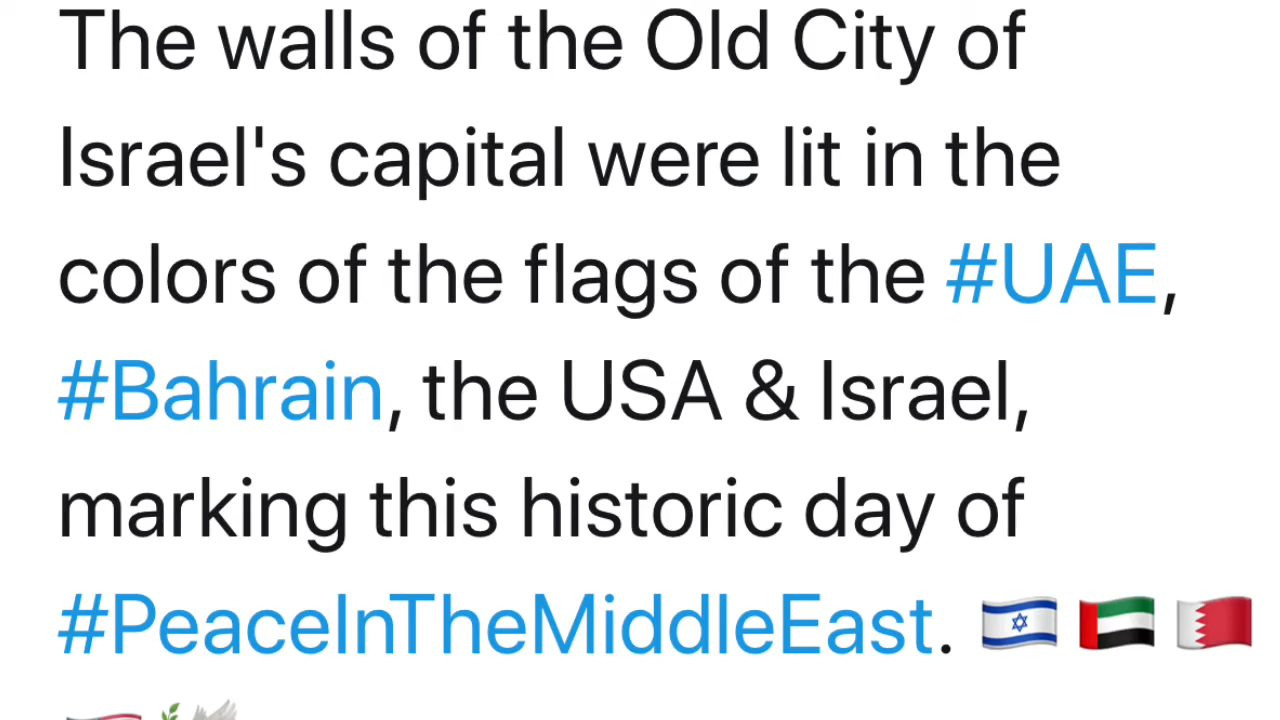 The walls of the Old City of
Israel's capital were lit in the
colors of the flags of the #UAE,
#Bahrain, the USA & Israel,
marking this historic day of
#PeaceInTheMiddleEast. 🇮🇱 🇦🇪 🇧🇭